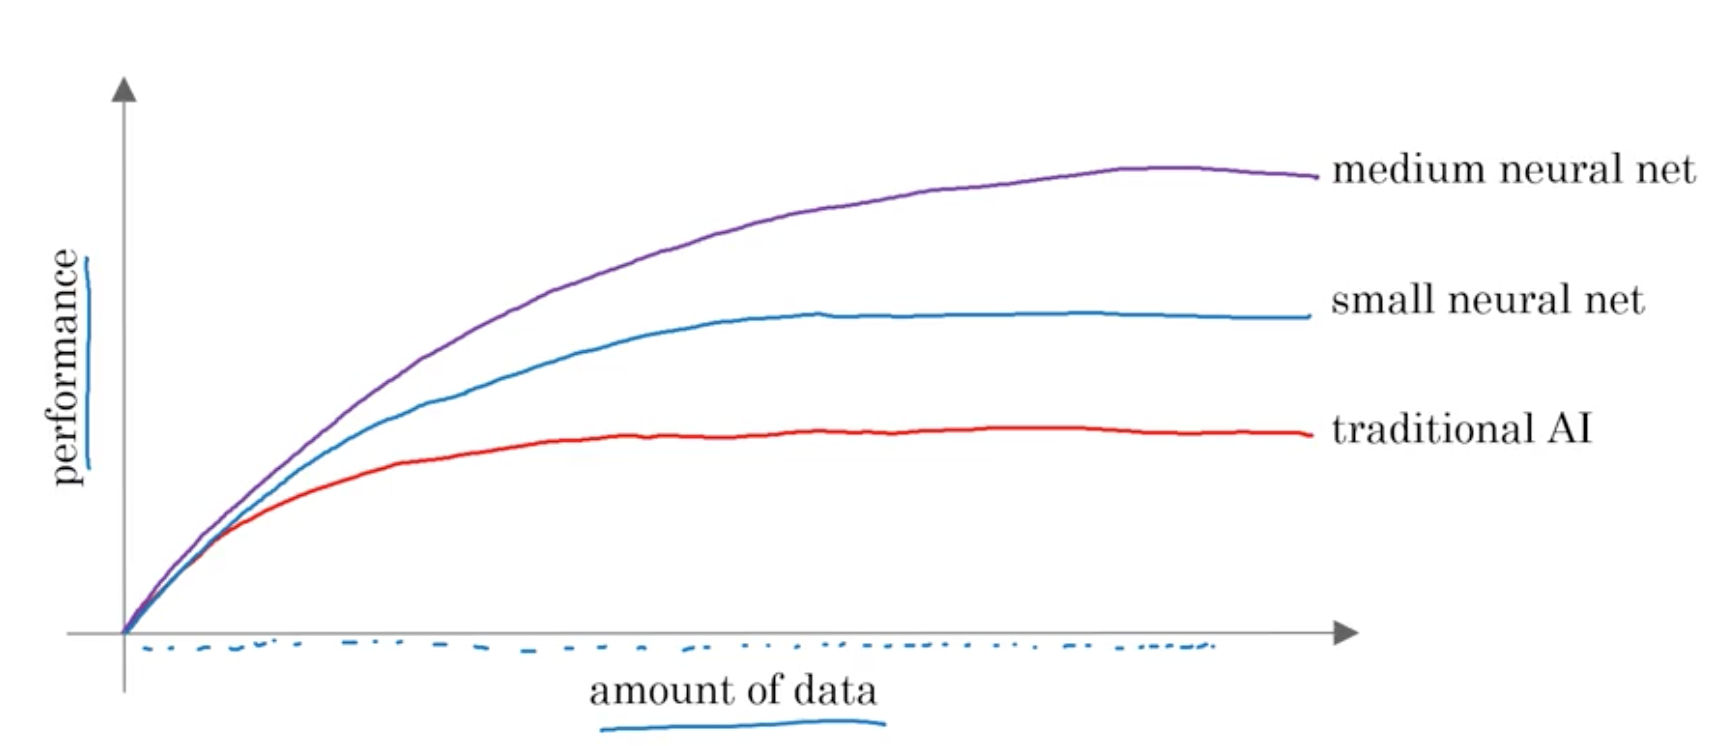 medium neural net
small neural net
performance
traditional AI
amount of data